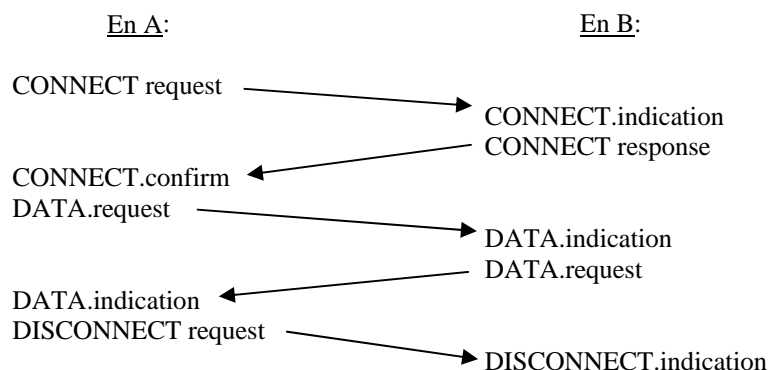 En A: En B:
CONNECT request
CONNECT.indication
CONNECT response
CONNECT.confirm
DATA.request
DATA.indication
DATA.request
DATA.indication
DISCONNECT request
DISCONNECT.indication